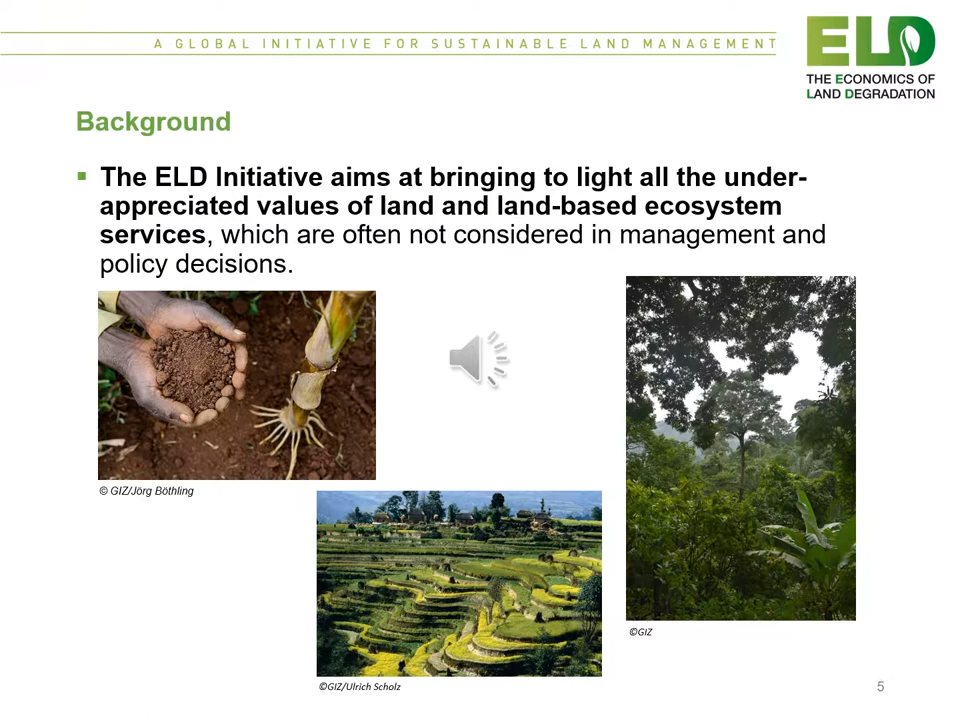 A GLOBAL INITIATIVE FOR SUSTAINABLE LAND MANAGEMENT
ELD
THE ECONOMICS OF
LAND DEGRADATION
Background
▪ The ELD Initiative aims at bringing to light all the under-
appreciated values of land and land-based ecosystem
services, which are often not considered in management and
policy decisions.
© GIZ/Jörg Böthling
©GIZ
©GIZ/Ulrich Scholz
5